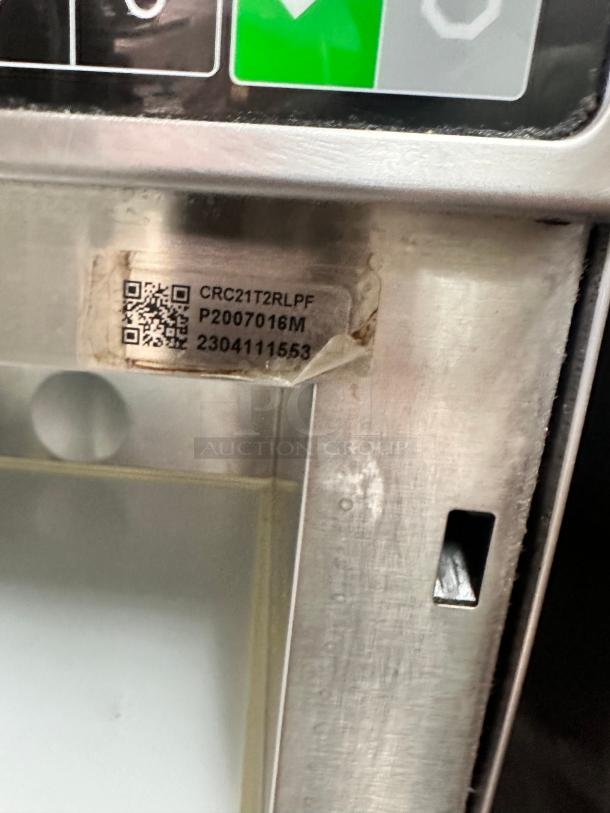 CRC21T2RLPF
P2007016M
2304111553
PCI
AUCTION GROUP